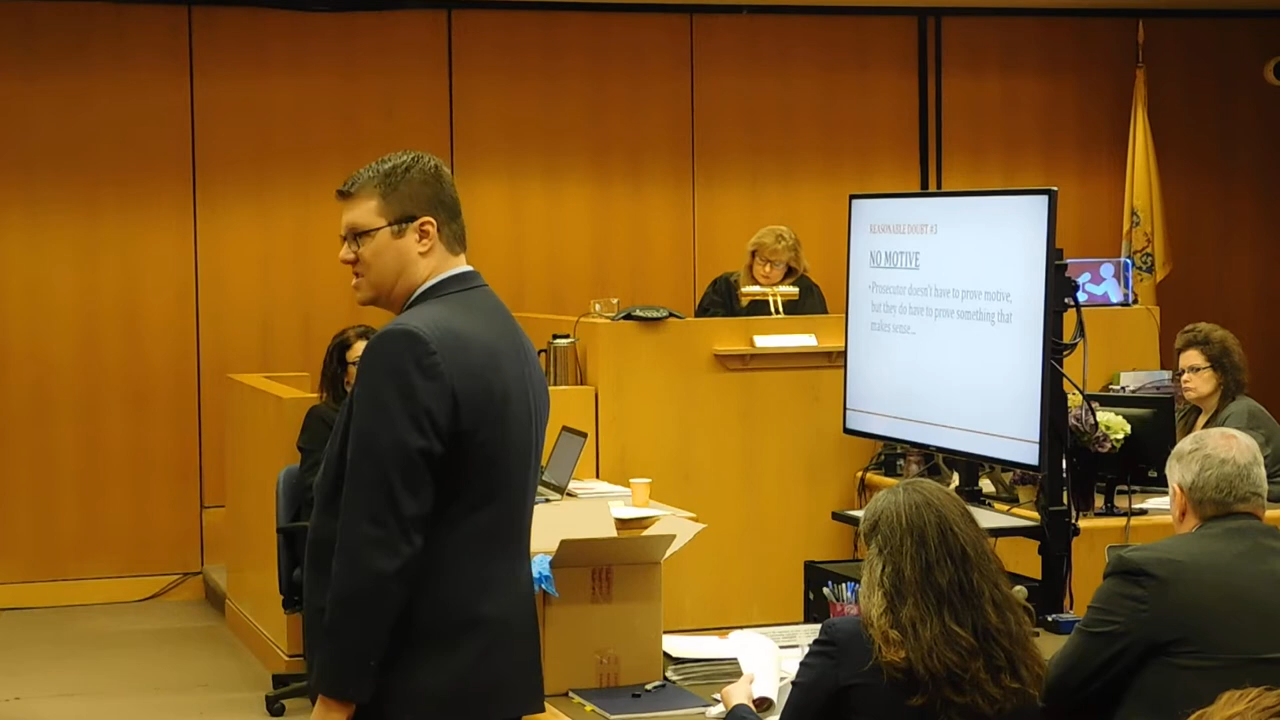 REASONABLE DOUBT #3
NO MOTIVE
•Prosecutor doesn't have to prove motive,
but they do have to prove something that
makes sense...